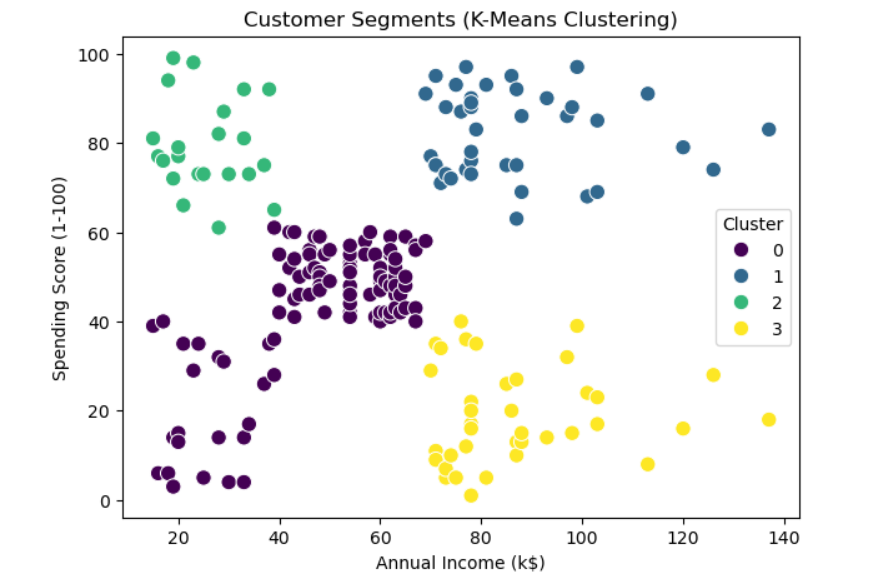 Customer Segments (K-Means Clustering)
100
80
60
40
20
0
Spending Score (1-100)
Cluster
0
1
2
3
20 40 60 80 100 120 140
Annual Income (k$)